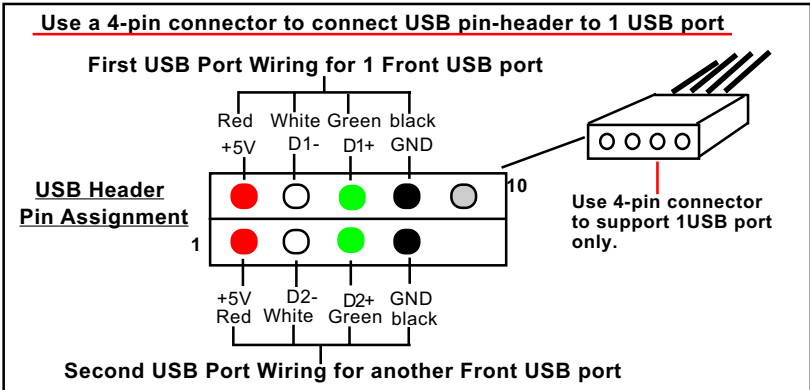 Use a 4-pin connector to connect USB pin-header to 1 USB port
First USB Port Wiring for 1 Front USB port
Red White Green black
+5V D1- D1+ GND
USB Header
Pin Assignment
10
1
Use 4-pin connector
to support 1USB port
only.
+5V D2- D2+ GND
Red White Green black
Second USB Port Wiring for another Front USB port